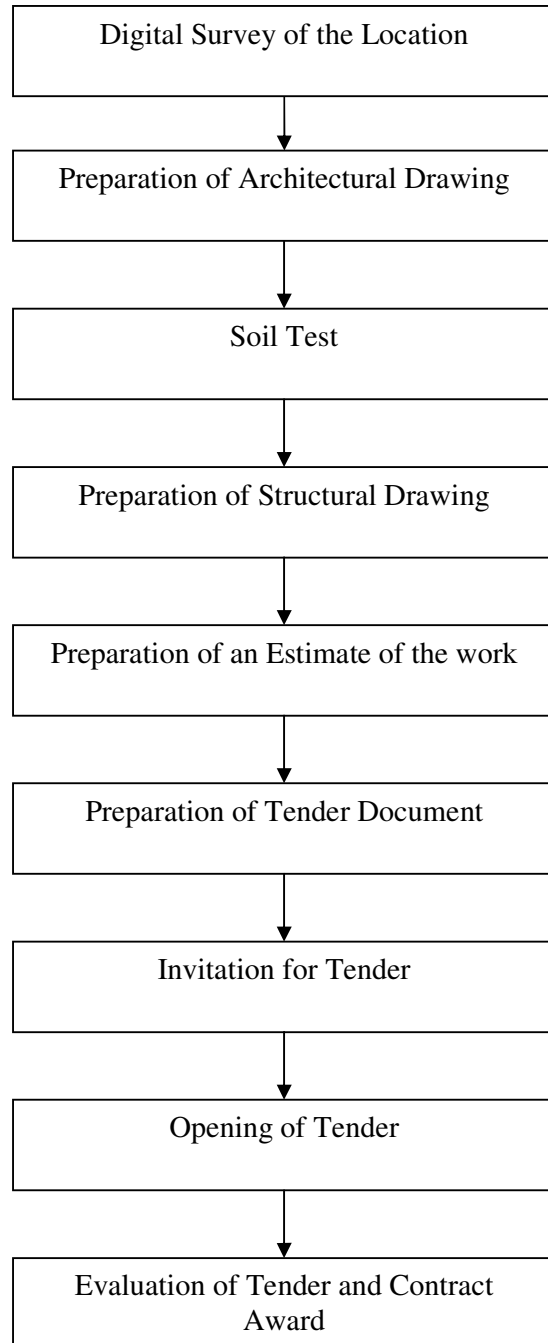 Digital Survey of the Location
Preparation of Architectural Drawing
Soil Test
Preparation of Structural Drawing
Preparation of an Estimate of the work
Preparation of Tender Document
Invitation for Tender
Opening of Tender
Evaluation of Tender and Contract
Award